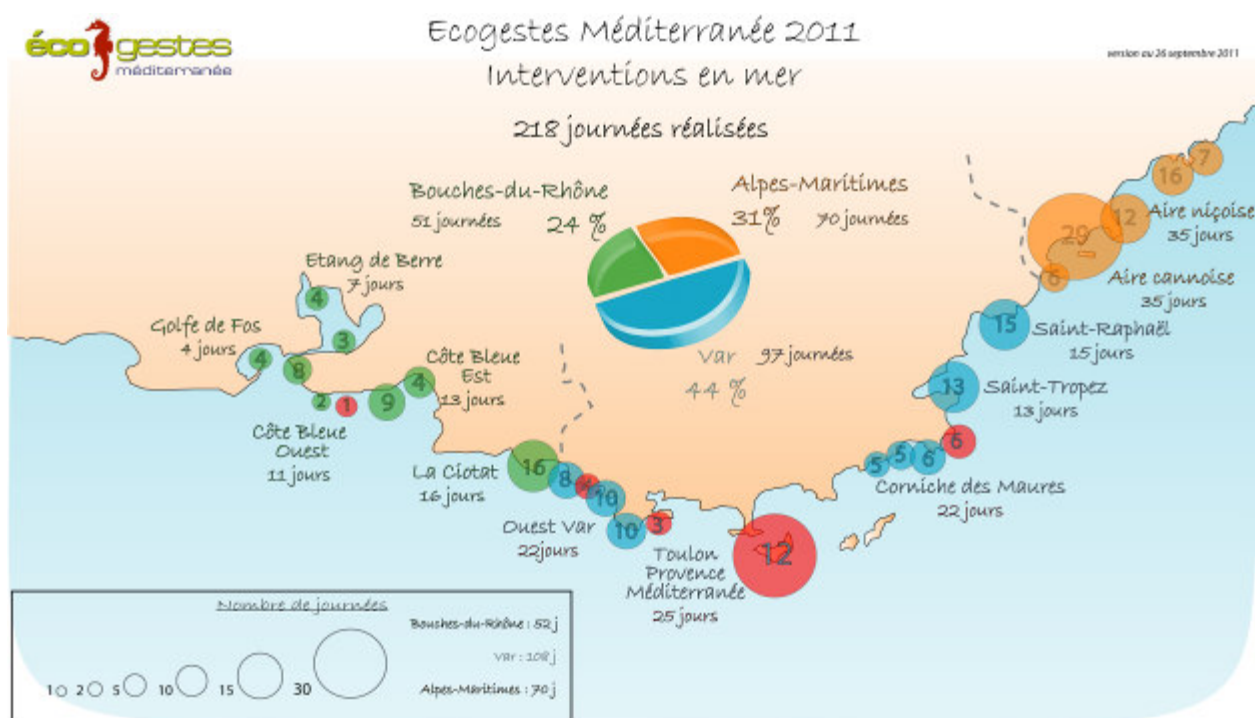 éco gestes
méditerranée
Ecogestes Méditerranée 2011
Interventions en mer
version au 26 septembre 2011
218 journées réalisées
Bouches-du-Rhône
51 journées 24 %
Alpes-Maritimes
31% 70 journées
Var 97 journées
44 %
Etang de Berre
7 jours
4
3
Golfe de Fos
4 jours
4
8
Côte Bleue
Est
13 jours
4
2
1
9
Côte Bleue
Ouest
11 jours
La Ciotat
16 jours
16
8
10
Ouest Var
22jours
10
3
Toulon
Provence
Méditerranée
25 jours
12
5
5
6
6
Corniche des Maures
22 jours
13
Saint-Tropez
13 jours
15
Saint-Raphaël
15 jours
6
29
Aire cannoise
35 jours
12
16
7
Aire niçoise
35 jours
Nombre de journées
1
2
5
10
15
30
Bouches-du-Rhône : 52 j
Var : 108 j
Alpes-Maritimes : 70 j